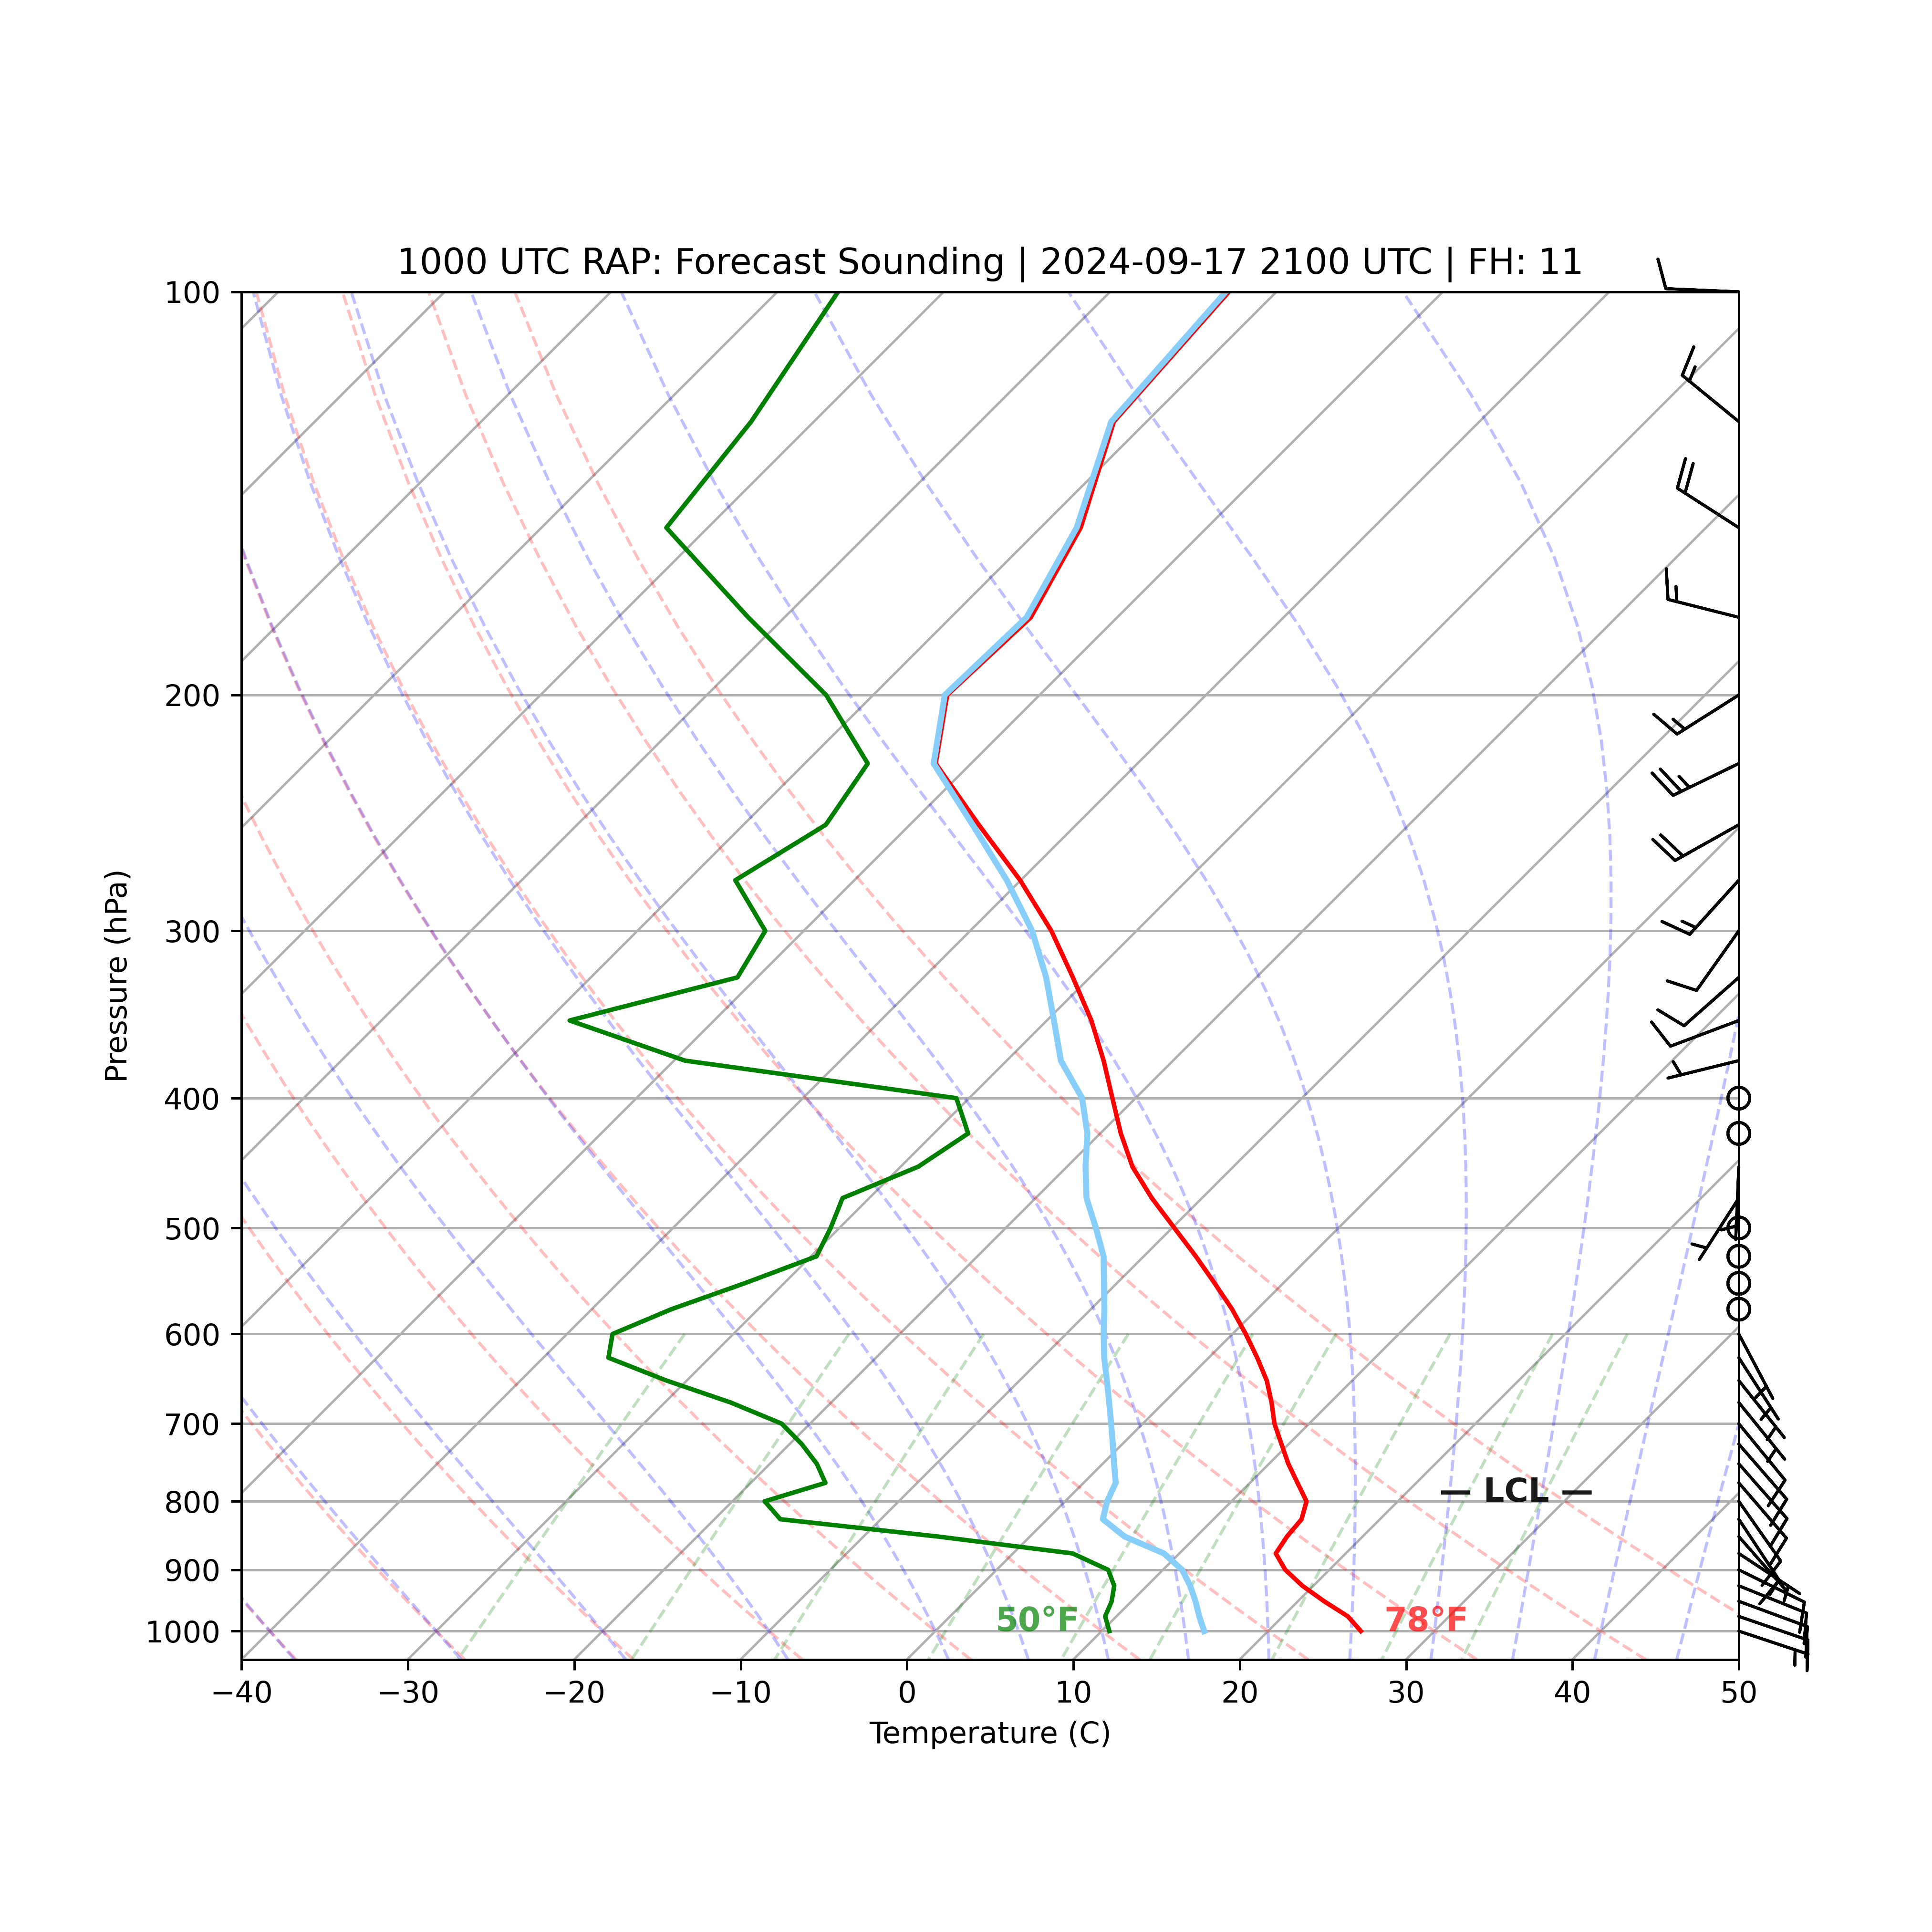 1000 UTC RAP: Forecast Sounding | 2024-09-17 2100 UTC | FH: 11
100
200
300
400
500
600
700
800
900
1000
Pressure (hPa)
— LCL —
50°F
78°F
−40 −30 −20 −10 0 10 20 30 40 50
Temperature (C)